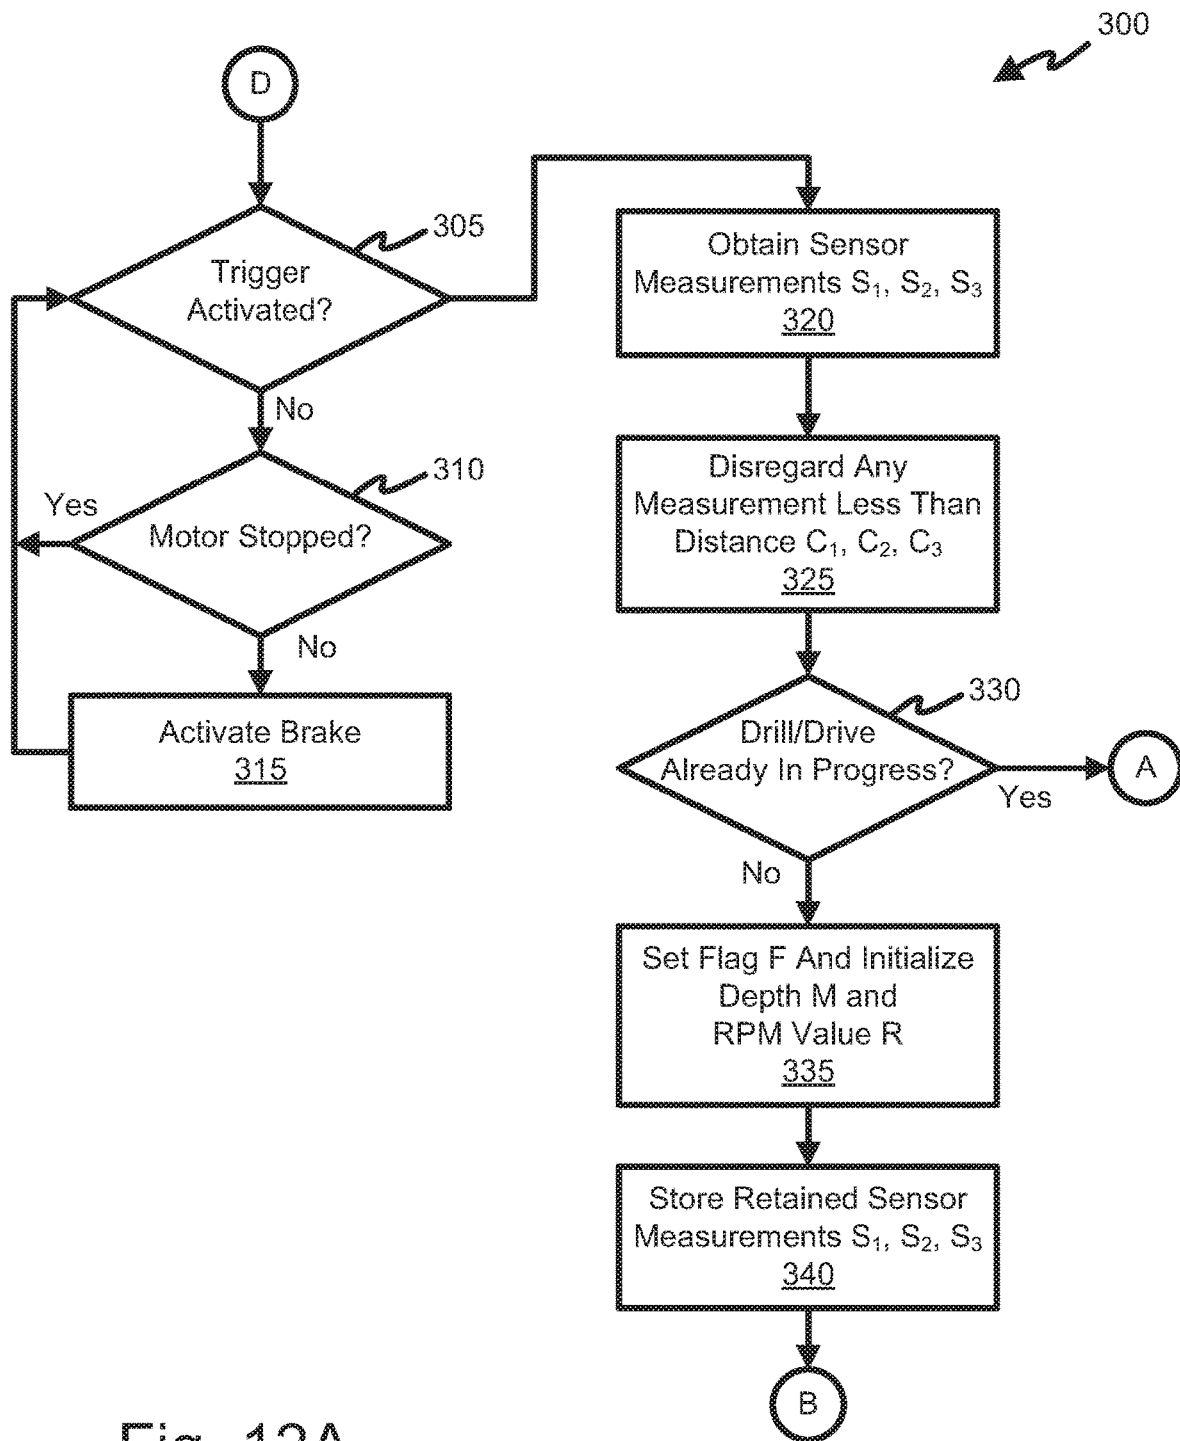 300
D
305
Trigger
Activated?
No
310
Yes
Motor Stopped?
No
Activate Brake
315
Obtain Sensor
Measurements S₁, S₂, S₃
320
Disregard Any
Measurement Less Than
Distance C₁, C₂, C₃
325
330
Drill/Drive
Already In Progress?
Yes
A
No
Set Flag F And Initialize
Depth M and
RPM Value R
335
Store Retained Sensor
Measurements S₁, S₂, S₃
340
B
Fig. 12A